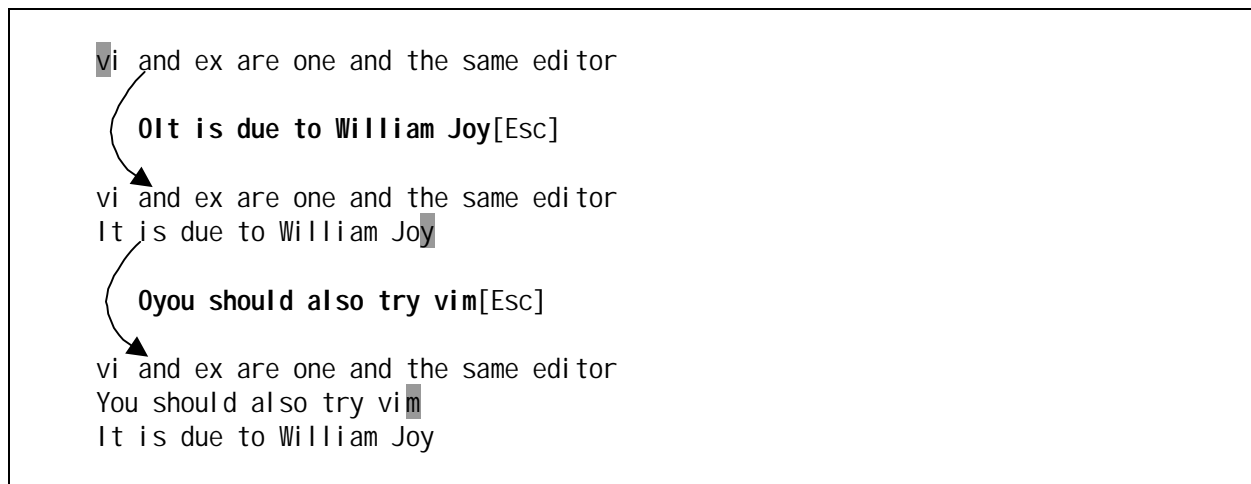 vi and ex are one and the same editor
OIt is due to William Joy[Esc]
vi and ex are one and the same editor
It is due to William Joy
Oyou should also try vim[Esc]
vi and ex are one and the same editor
You should also try vim
It is due to William Joy